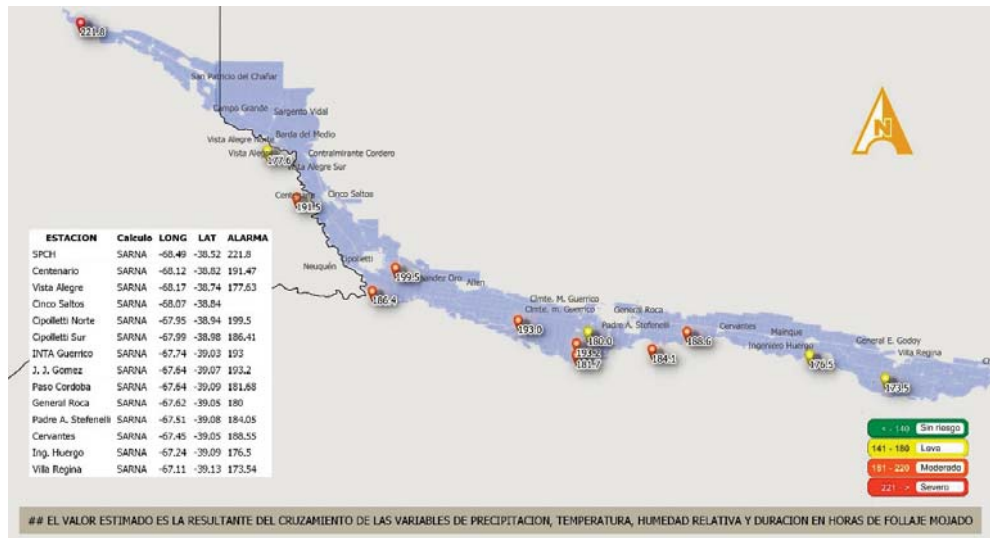 221.8
San Patricio del Chañar
Campo Grande
Sargento Vidal
Vista Alegre Norte
Barda del Medio
Vista Alegre
Contralmirante Cordero
177.6
Vista Alegre Sur
Centenario
Cinco Saltos
191.5
Neuquén
Cipolletti
199.5
Allen
186.4
N
Clmte. M. Guerrico
Clmte. m. Guerrico
General Roca
193.0
Padre A. Stefenelli
180.0
193.2
181.7
184.1
188.6
Cervantes
Mainque
Ingeniero Huergo
General E. Godoy
Villa Regina
176.5
173.5
ESTACION Calculo LONG LAT ALARMA
SPCH SARNA -68.49 -38.52 221.8
Centenario SARNA -68.12 -38.82 191.47
Vista Alegre SARNA -68.17 -38.74 177.63
Cinco Saltos SARNA -68.07 -38.84
Cipolletti Norte SARNA -67.95 -38.94 199.5
Cipolletti Sur SARNA -67.99 -38.98 186.41
INTA Guerrico SARNA -67.74 -39.03 193
J. J. Gomez SARNA -67.64 -39.07 193.2
Paso Cordoba SARNA -67.64 -39.09 181.68
General Roca SARNA -67.62 -39.05 180
Padre A. Stefenelli SARNA -67.51 -39.08 184.05
Cervantes SARNA -67.45 -39.05 188.55
Ing. Huergo SARNA -67.24 -39.09 176.5
Villa Regina SARNA -67.11 -39.13 173.54
< - 140 Sin riesgo
141 - 180 Leve
181 - 220 Moderado
221 - > Severo
## EL VALOR ESTIMADO ES LA RESULTANTE DEL CRUZAMIENTO DE LAS VARIABLES DE PRECIPITACION, TEMPERATURA, HUMEDAD RELATIVA Y DURACION EN HORAS DE FOLLAJE MOJADO